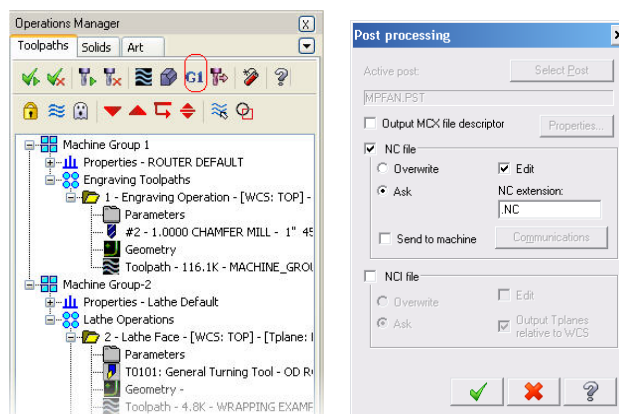 Operations Manager
Toolpaths Solids Art
G1
Machine Group 1
Properties - ROUTER DEFAULT
Engraving Toolpaths
1 - Engraving Operation - [WCS: TOP] -
Parameters
#2 - 1.0000 CHAMFER MILL - 1" 45
Geometry
Toolpath - 116.1K - MACHINE_GROU
Machine Group-2
Properties - Lathe Default
Lathe Operations
2 - Lathe Face - [WCS: TOP] - [Tplane:
Parameters
T0101: General Turning Tool - OD
Geometry -
Toolpath - 4.8K - WRAPPING EXAMP
Post processing
Active post: Select Post
MPFAN.PST
Output MCX file descriptor Properties...
NC file
Overwrite Edit
Ask NC extension:
.NC
Send to machine Communications
NCI file
Overwrite Edit
Ask Output Tplanes
relative to WCS